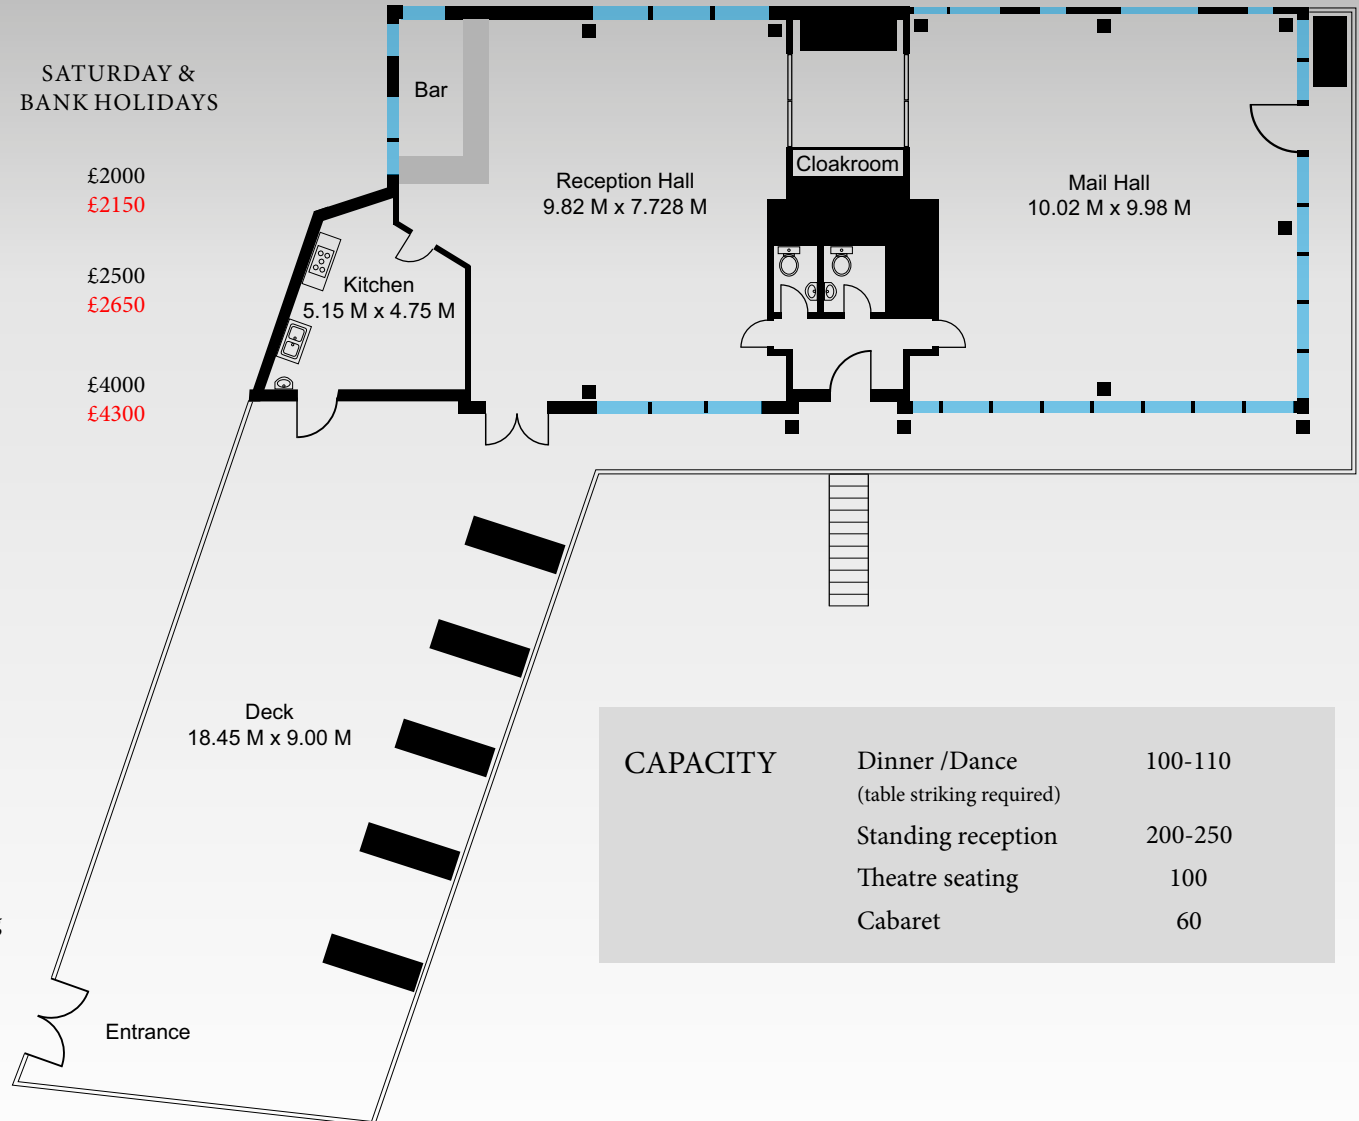 SATURDAY &
BANK HOLIDAYS
£2000
£2150
£2500
£2650
£4000
£4300
Bar
Reception Hall
9.82 M x 7.728 M
Cloakroom
Mail Hall
10.02 M x 9.98 M
Kitchen
5.15 M x 4.75 M
Deck
18.45 M x 9.00 M
Entrance
CAPACITY
Dinner /Dance 100-110
(table striking required)
Standing reception 200-250
Theatre seating 100
Cabaret 60